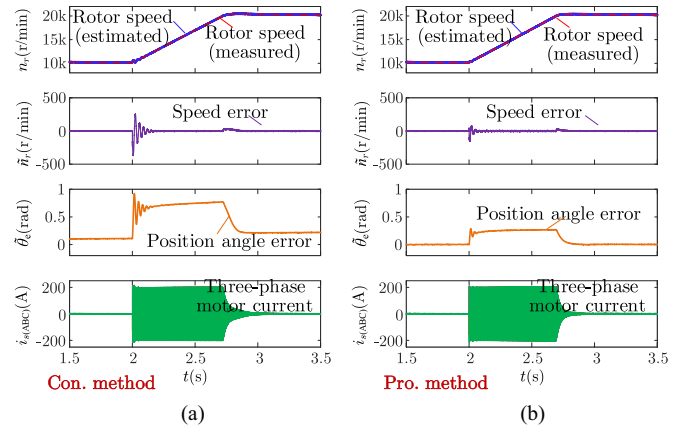 20k
15k
10k
n_r(r/min)
Rotor speed
(estimated)
Rotor speed
(measured)
500
0
-500
ñ_r(r/min)
Speed error
1
0.5
0
θ̃_e(rad)
Position angle error
200
0
-200
i_s(ABC)(A)
Three-phase
motor current
1.5 2 2.5 3 3.5
t(s)
Con. method
(a)
20k
15k
10k
n_r(r/min)
Rotor speed
(estimated)
Rotor speed
(measured)
500
0
-500
ñ_r(r/min)
Speed error
1
0.5
0
θ̃_e(rad)
Position angle error
200
0
-200
i_s(ABC)(A)
Three-phase
motor current
1.5 2 2.5 3 3.5
t(s)
Pro. method
(b)